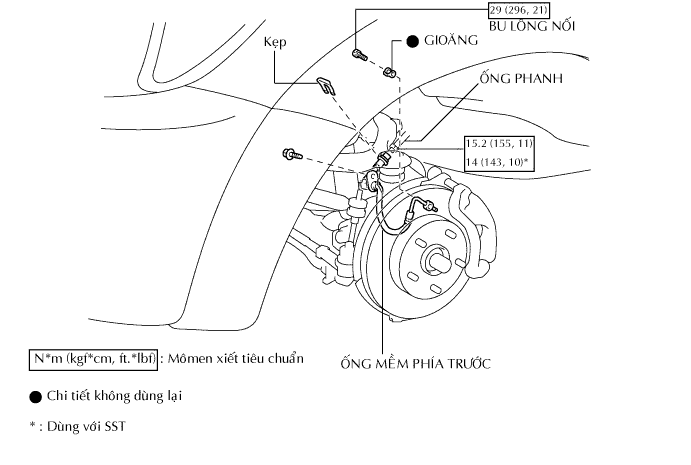 29 (296, 21)
BU LÔNG NỐI
Kẹp
GIOĂNG
ỐNG PHANH
15.2 (155, 11)
14 (143, 10)*
N*m (kgf*cm, ft.*lbf) : Mômen xiết tiêu chuẩn
ỐNG MỀM PHÍA TRƯỚC
Chi tiết không dùng lại
* : Dùng với SST